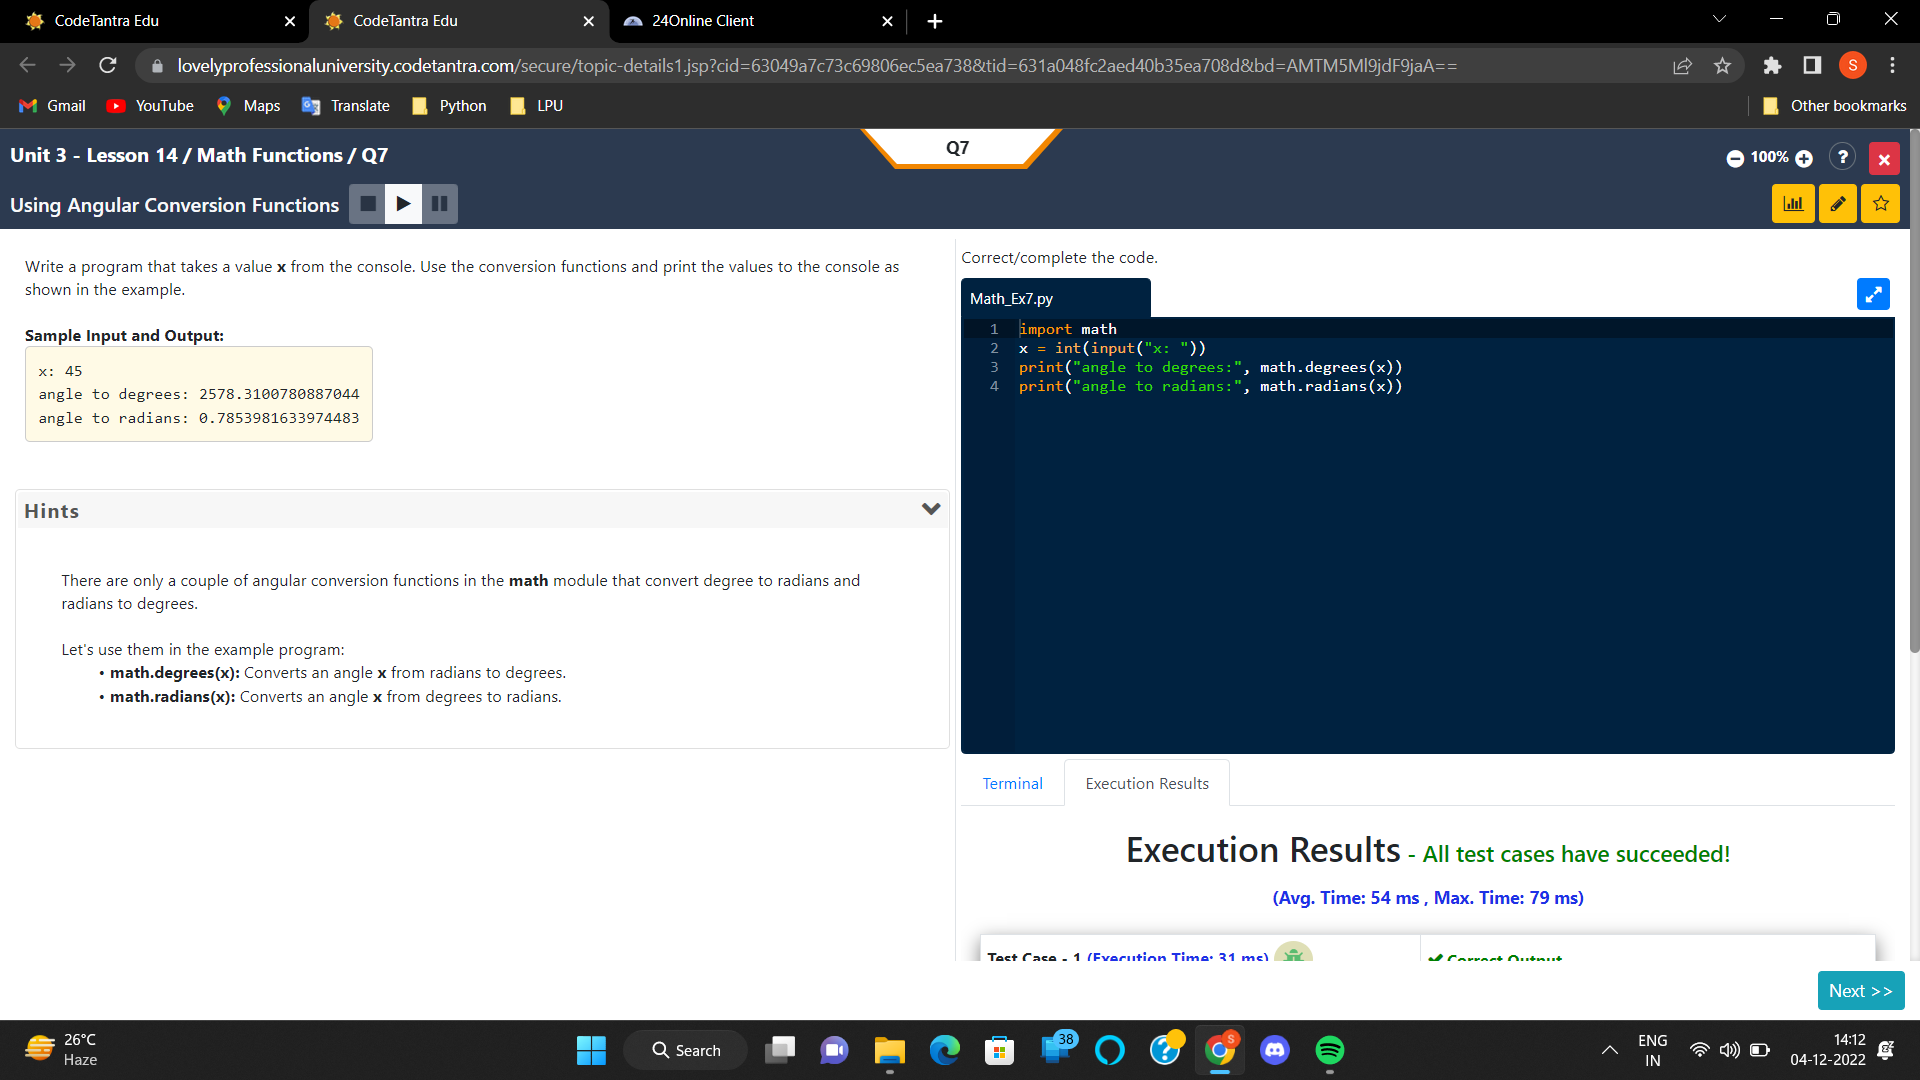 CodeTantra Edu
CodeTantra Edu
24Online Client
lovelyprofessionaluniversity.codetantra.com/secure/topic-details1.jsp?cid=63049a7c73c69806ec5ea738&tid=631a048fc2aed40b35ea708d&bd=AMTM5Ml9jdF9jaA==
S
Gmail
YouTube
Maps
Translate
Python
LPU
Other bookmarks
Unit 3 - Lesson 14 / Math Functions / Q7
Q7
100%
?
Using Angular Conversion Functions
Write a program that takes a value x from the console. Use the conversion functions and print the values to the console as
shown in the example.
Sample Input and Output:
x: 45
angle to degrees: 2578.3100780887044
angle to radians: 0.7853981633974483
Hints
There are only a couple of angular conversion functions in the math module that convert degree to radians and
radians to degrees.
Let's use them in the example program:
• math.degrees(x): Converts an angle x from radians to degrees.
• math.radians(x): Converts an angle x from degrees to radians.
Correct/complete the code.
Math_Ex7.py
1 import math
2 x = int(input("x: "))
3 print("angle to degrees:", math.degrees(x))
4 print("angle to radians:", math.radians(x))
Terminal
Execution Results
Execution Results - All test cases have succeeded!
(Avg. Time: 54 ms , Max. Time: 79 ms)
Test Case - 1 (Execution Time: 31 ms)
Correct Output
Next >>
26°C
Haze
Search
38
S
ENG
IN
14:12
04-12-2022